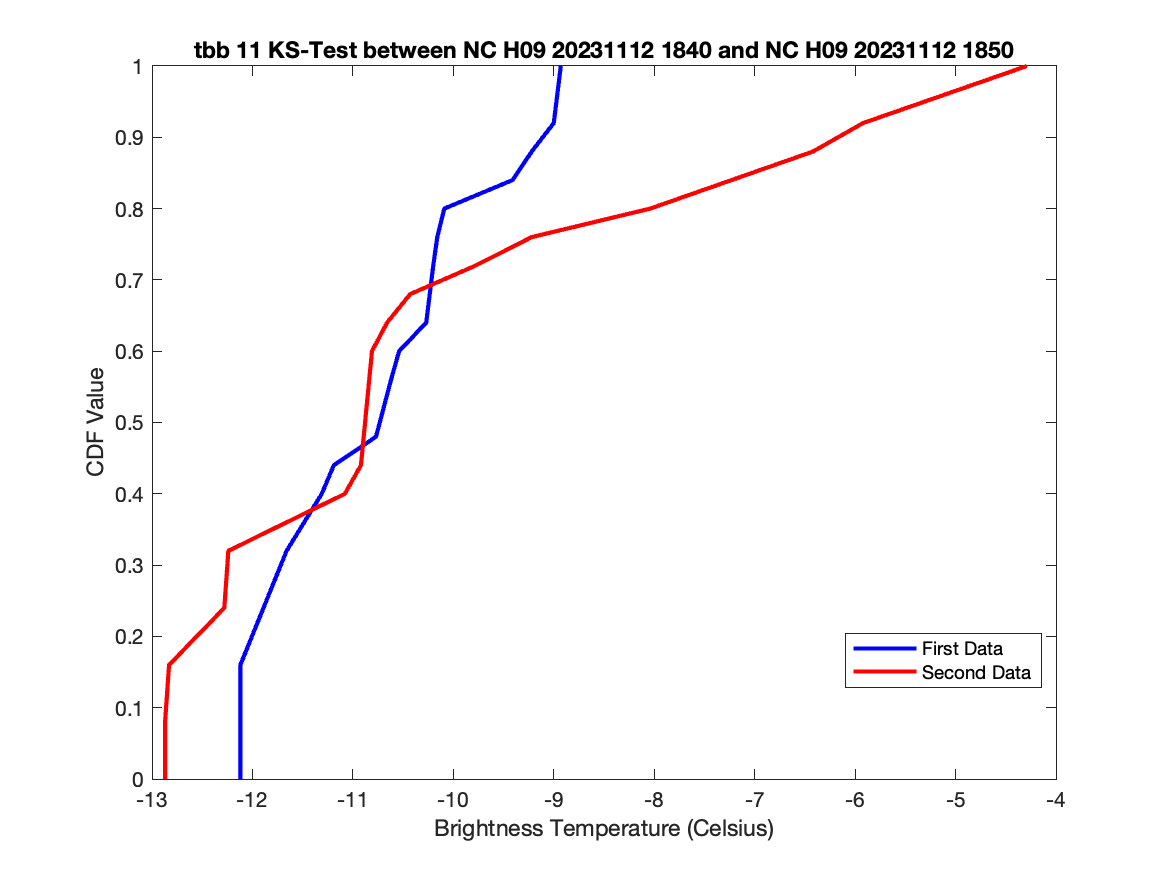 tbb 11 KS-Test between NC H09 20231112 1840 and NC H09 20231112 1850
1
0.9
0.8
0.7
0.6
0.5
0.4
0.3
0.2
0.1
0
CDF Value
First Data
Second Data
-13 -12 -11 -10 -9 -8 -7 -6 -5 -4
Brightness Temperature (Celsius)